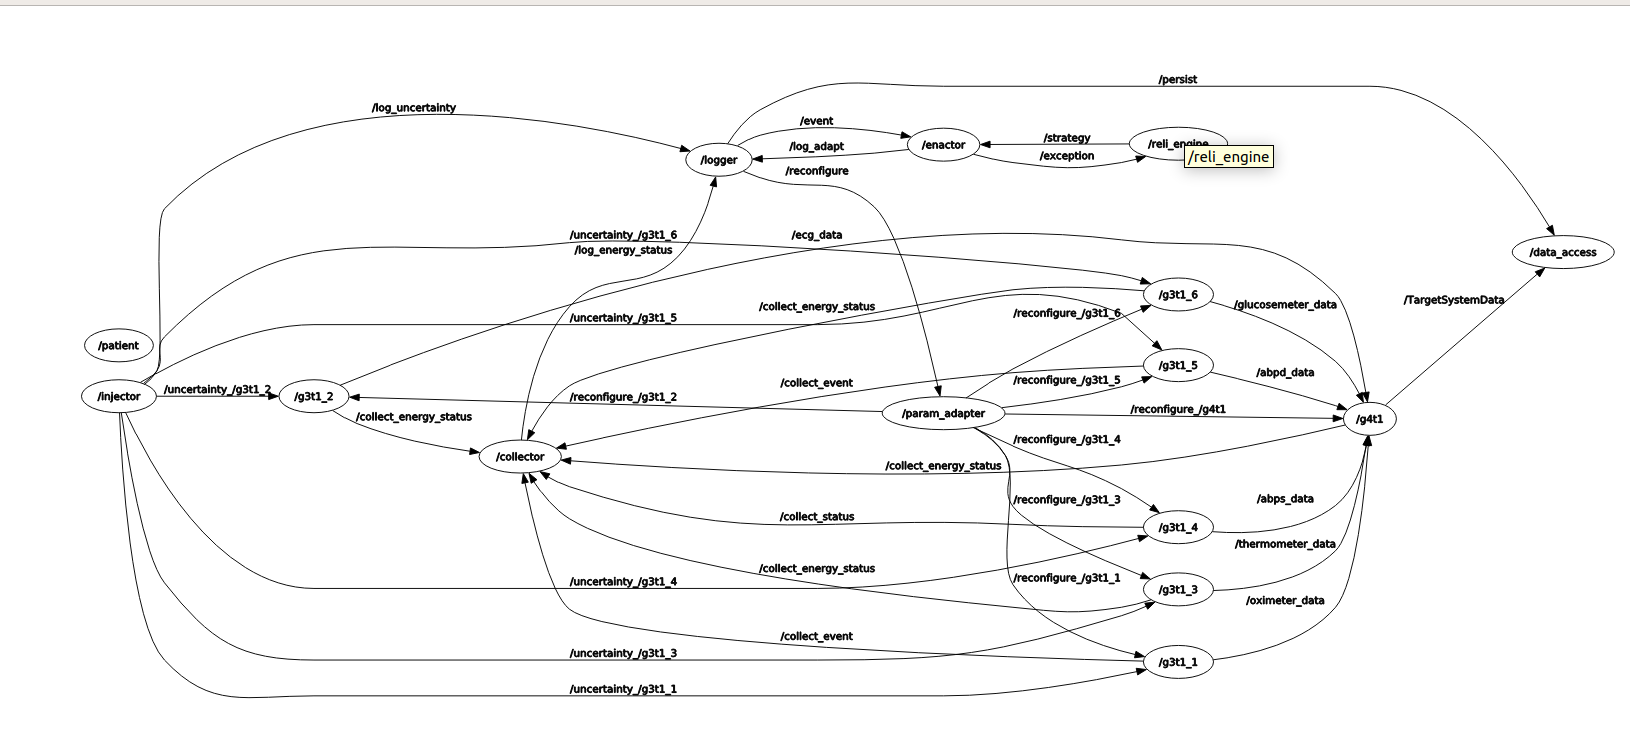 /persist
/log_uncertainty
/event
/strategy
/enactor
/reli_engine
/reli_engine
/log_adapt
/exception
/logger
/reconfigure
/uncertainty_/g3t1_6
/ecg_data
/log_energy_status
/data_access
/g3t1_6
/TargetSystemData
/collect_energy_status
/glucosemeter_data
/reconfigure_/g3t1_6
/uncertainty_/g3t1_5
/patient
/g3t1_5
/abpd_data
/reconfigure_/g3t1_5
/collect_event
/uncertainty_/g3t1_2
/injector
/g3t1_2
/reconfigure_/g3t1_2
/param_adapter
/reconfigure_/g4t1
/g4t1
/collect_energy_status
/reconfigure_/g3t1_4
/collector
/collect_energy_status
/reconfigure_/g3t1_3
/abps_data
/collect_status
/g3t1_4
/thermometer_data
/collect_energy_status
/uncertainty_/g3t1_4
/reconfigure_/g3t1_1
/g3t1_3
/oximeter_data
/collect_event
/uncertainty_/g3t1_3
/g3t1_1
/uncertainty_/g3t1_1